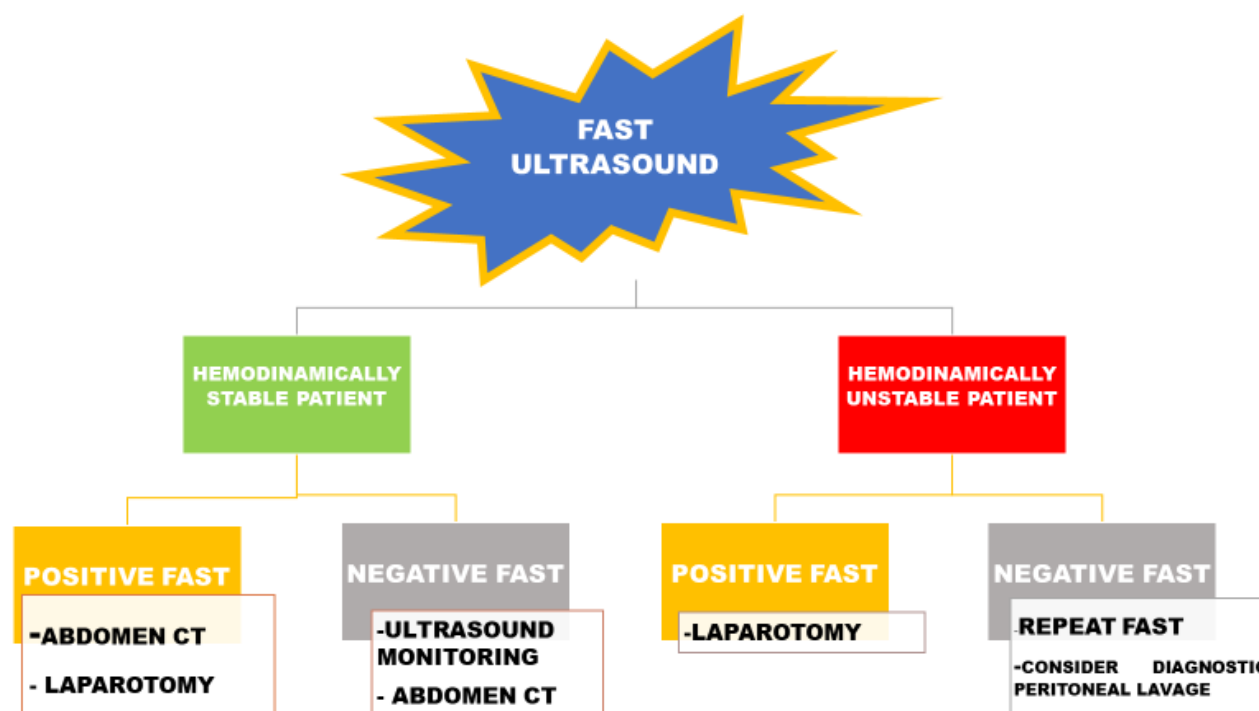 FAST
ULTRASOUND
HEMODINAMICALLY
STABLE PATIENT
HEMODINAMICALLY
UNSTABLE PATIENT
POSITIVE FAST
-ABDOMEN CT
- LAPAROTOMY
NEGATIVE FAST
-ULTRASOUND
MONITORING
- ABDOMEN CT
POSITIVE FAST
-LAPAROTOMY
NEGATIVE FAST
-REPEAT FAST
-CONSIDER DIAGNOSTIC
PERITONEAL LAVAGE